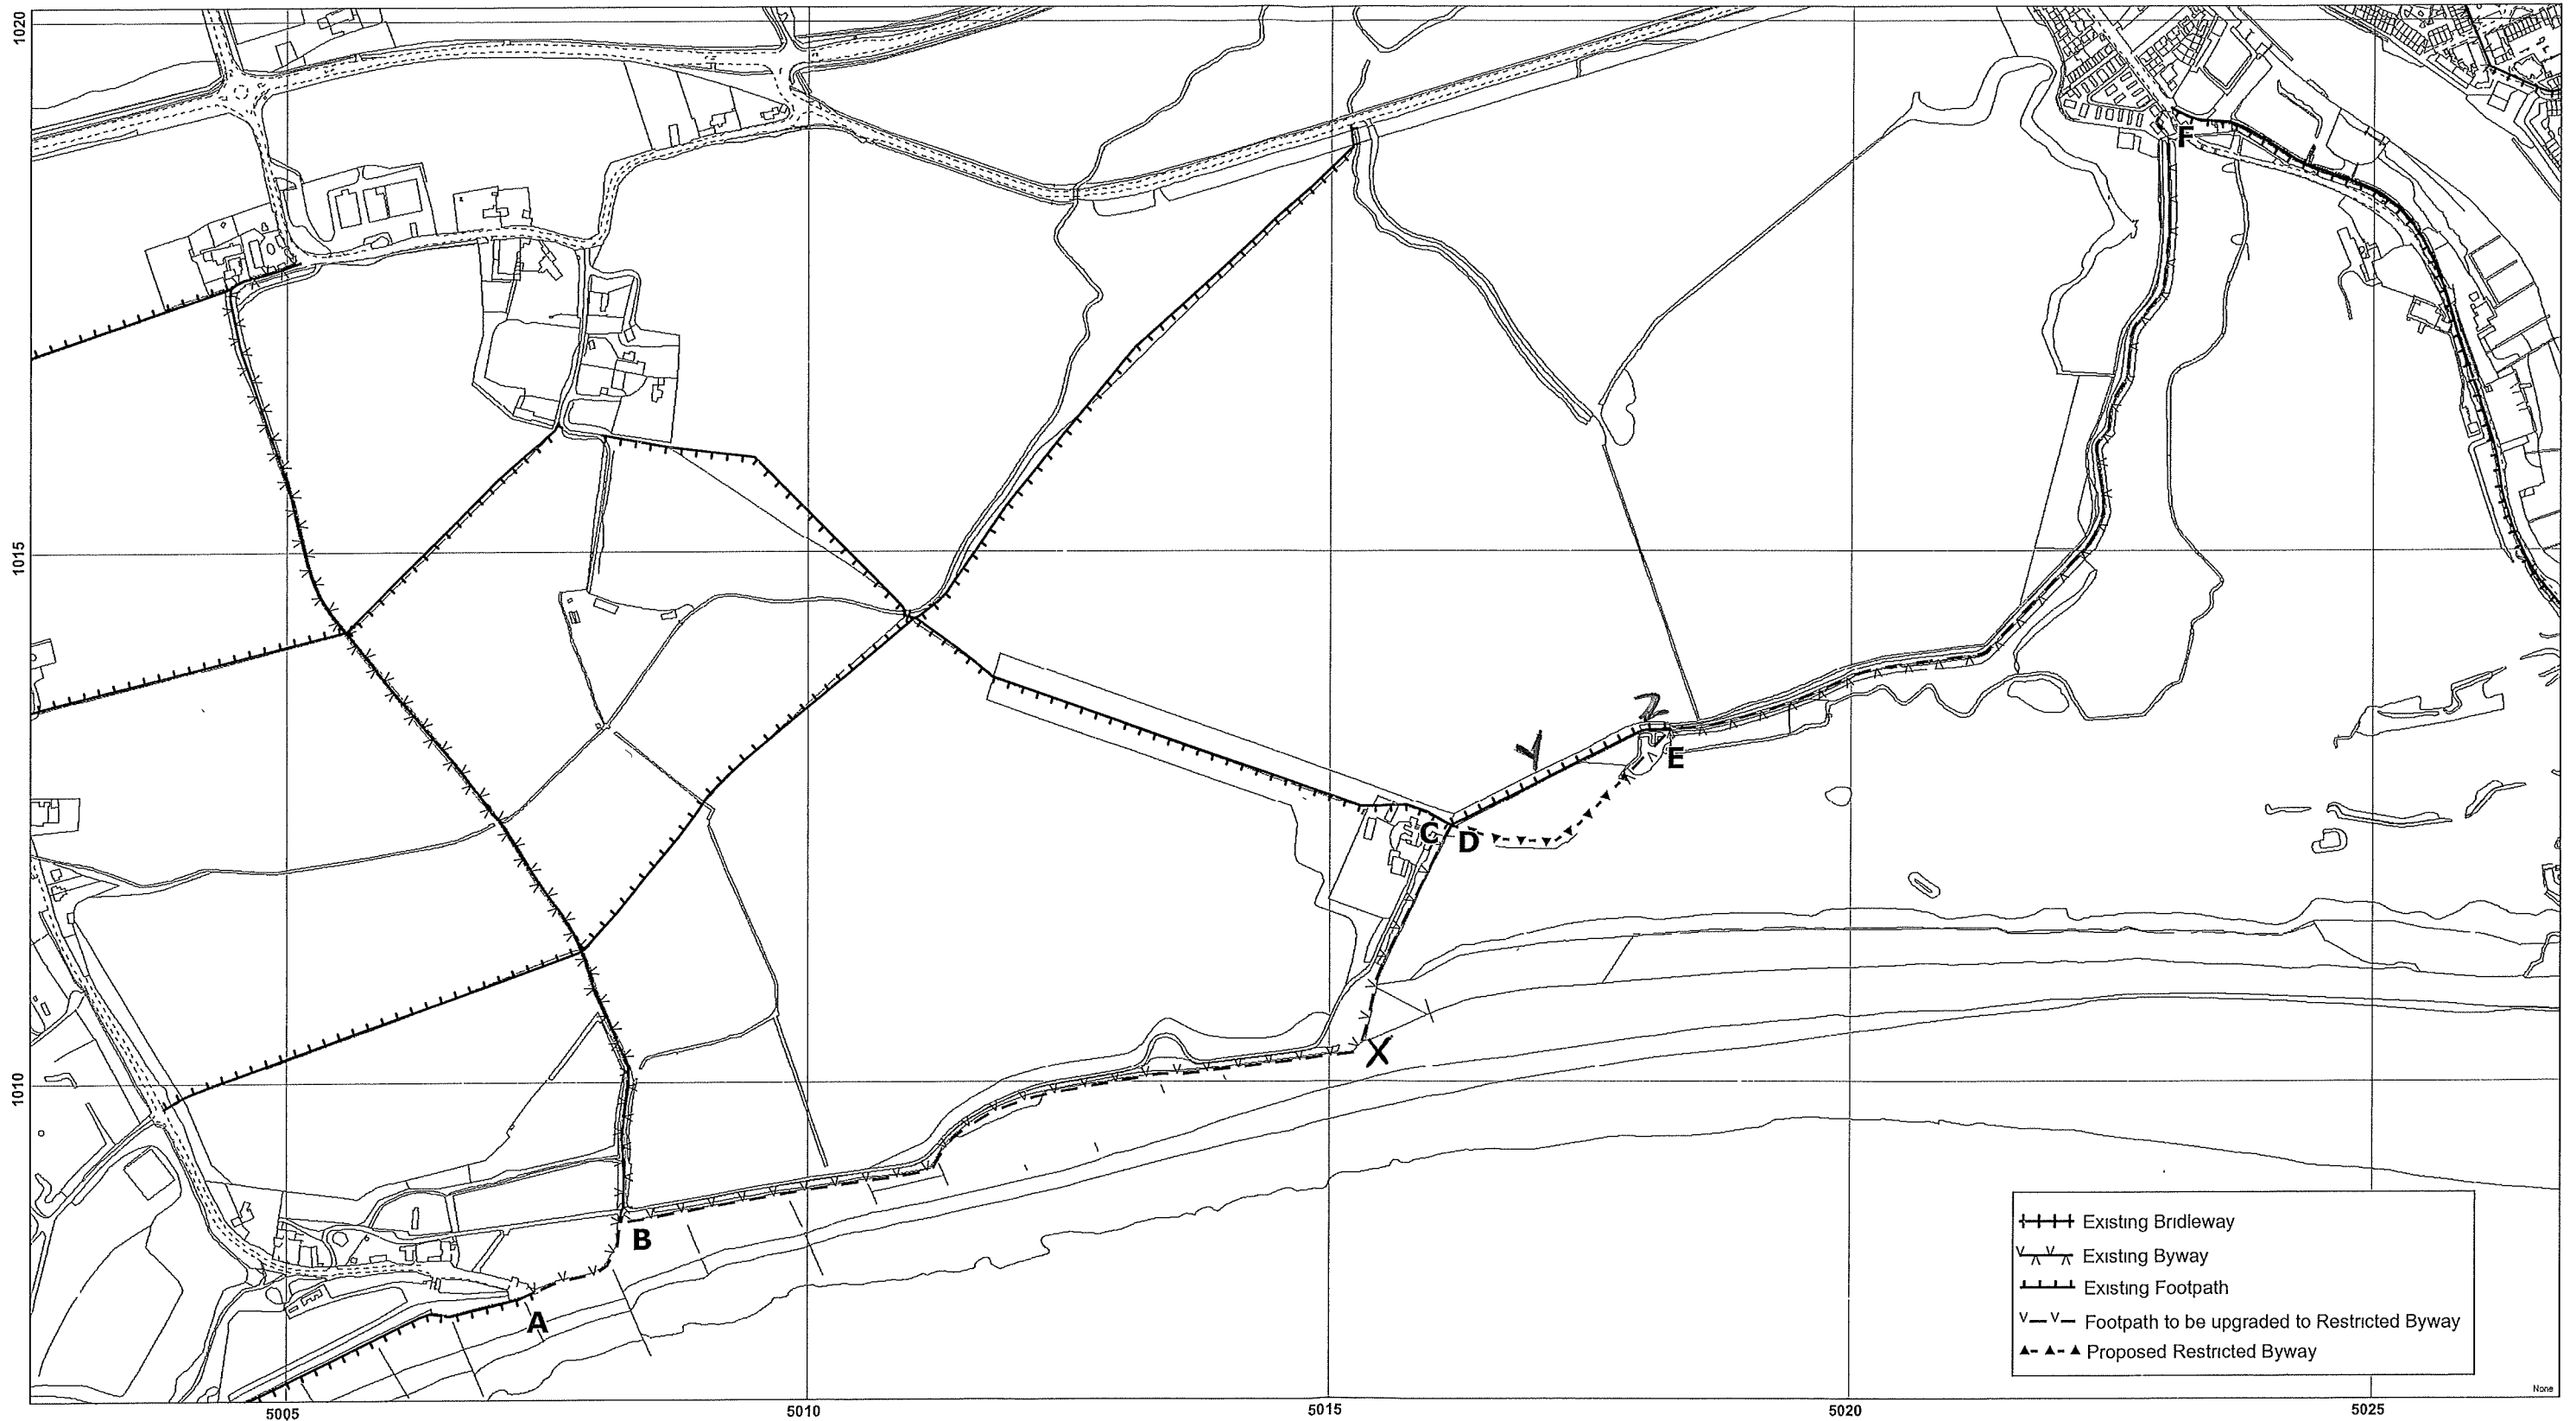 1020
F
1015
2
Y
E
C
D
X
1010
B
A
Existing Bridleway
Existing Byway
Existing Footpath
Footpath to be upgraded to Restricted Byway
Proposed Restricted Byway
None
5005 5010 5015 5020 5025